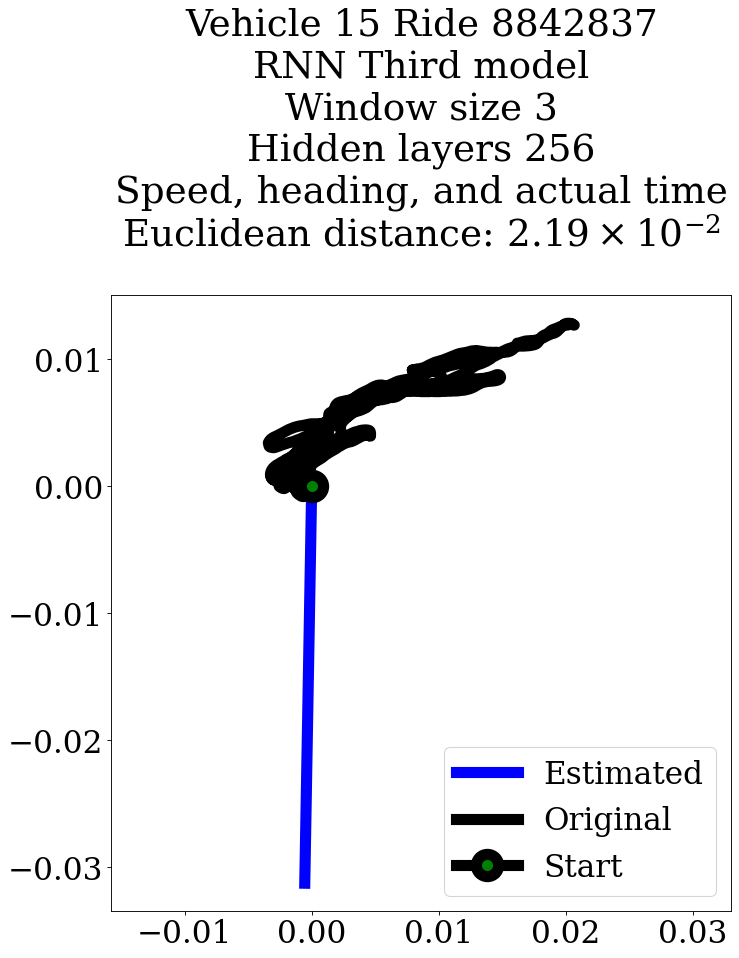 Vehicle 15 Ride 8842837
RNN Third model
Window size 3
Hidden layers 256
Speed, heading, and actual time
Euclidean distance: 2.19 × 10⁻²
0.01
0.00
−0.01
−0.02
−0.03
Estimated
Original
Start
−0.01 0.00 0.01 0.02 0.03